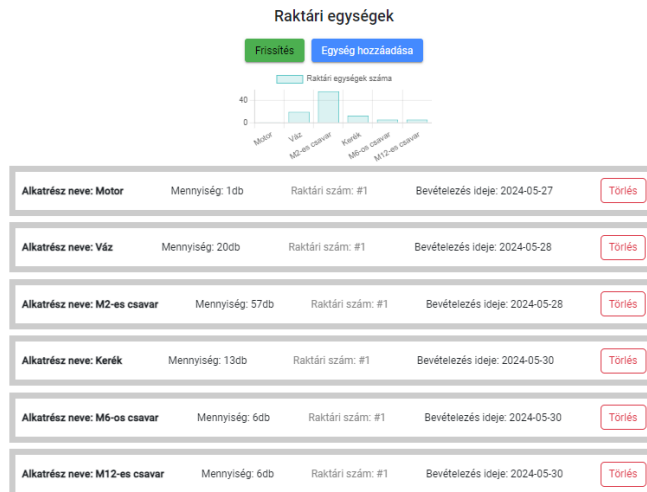 Raktári egységek
Frissítés Egység hozzáadása
Raktári egységek száma
40
0
Motor Váz M2-es csavar Kerék M6-os csavar M12-es csavar
Alkatrész neve: Motor Mennyiség: 1db Raktári szám: #1 Bevételezés ideje: 2024-05-27 Törlés
Alkatrész neve: Váz Mennyiség: 20db Raktári szám: #1 Bevételezés ideje: 2024-05-28 Törlés
Alkatrész neve: M2-es csavar Mennyiség: 57db Raktári szám: #1 Bevételezés ideje: 2024-05-28 Törlés
Alkatrész neve: Kerék Mennyiség: 13db Raktári szám: #1 Bevételezés ideje: 2024-05-30 Törlés
Alkatrész neve: M6-os csavar Mennyiség: 6db Raktári szám: #1 Bevételezés ideje: 2024-05-30 Törlés
Alkatrész neve: M12-es csavar Mennyiség: 6db Raktári szám: #1 Bevételezés ideje: 2024-05-30 Törlés